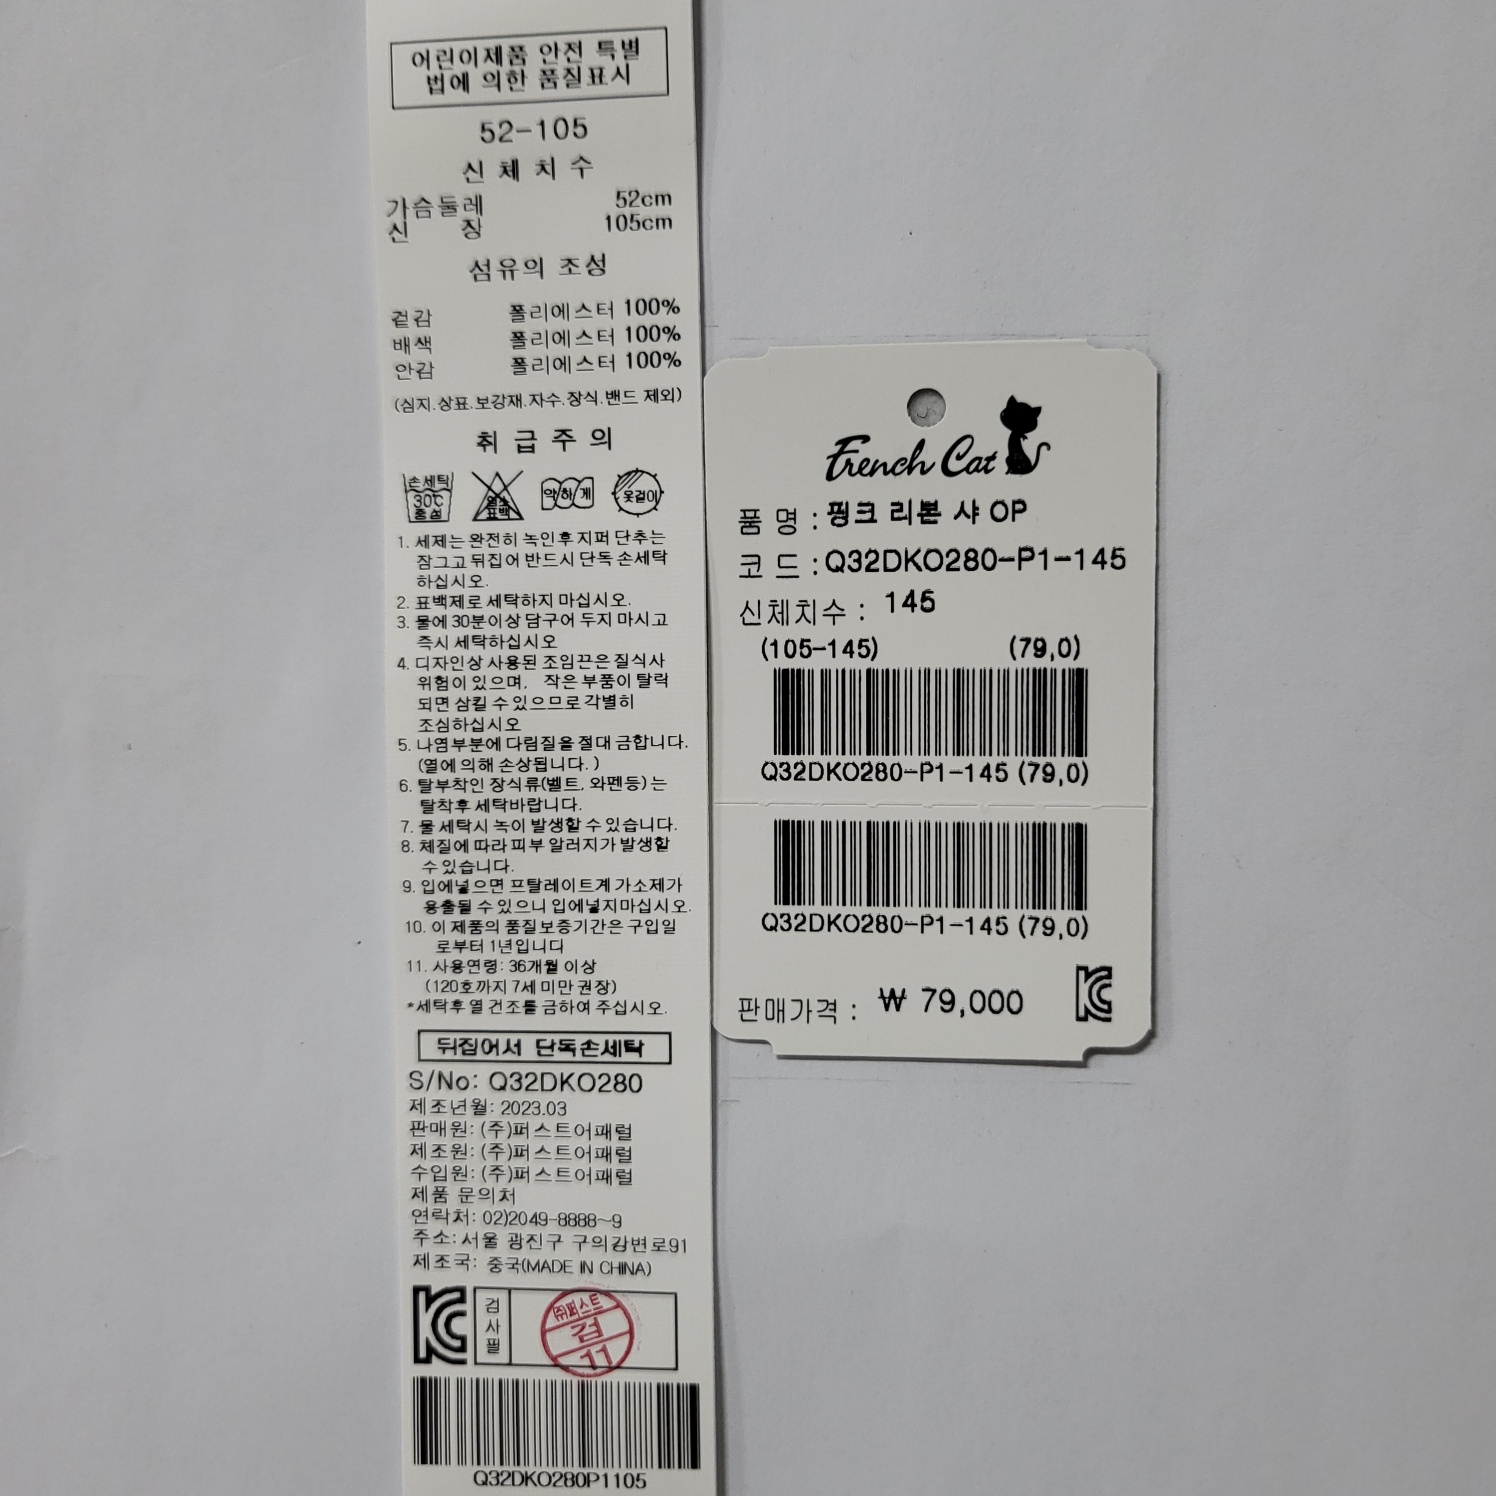 어린이제품 안전 특별
법에 의한 품질표시
52-105
신 체 치 수
가슴둘레 52cm
신 장 105cm
섬유의 조성
겉감 폴리에스터 100%
배색 폴리에스터 100%
안감 폴리에스터 100%
(심지.상표.보강재.자수.장식.밴드 제외)
취 급 주 의
손세탁 30℃ 중성
염소 표백
약하게
옷걸이
1. 세제는 완전히 녹인후 지퍼 단추는
잠그고 뒤집어 반드시 단독 손세탁
하십시오.
2. 표백제로 세탁하지 마십시오.
3. 물에 30분이상 담구어 두지 마시고
즉시 세탁하십시오
4. 디자인상 사용된 조임끈은 질식사
위험이 있으며, 작은 부품이 탈락
되면 삼킬 수 있으므로 각별히
조심하십시오
5. 나염부분에 다림질을 절대 금합니다.
(열에 의해 손상됩니다.)
6. 탈부착인 장식류(벨트, 와펜등)는
탈착후 세탁바랍니다.
7. 물 세탁시 녹이 발생할 수 있습니다.
8. 체질에 따라 피부 알러지가 발생할
수 있습니다.
9. 입에넣으면 프탈레이트계 가소제가
용출될 수 있으니 입에넣지마십시오.
10. 이 제품의 품질보증기간은 구입일
로부터 1년입니다
11. 사용연령: 36개월 이상
(120호까지 7세 미만 권장)
*세탁후 열 건조를 금하여 주십시오.
뒤집어서 단독손세탁
S/No: Q32DKO280
제조년월: 2023.03
판매원: (주)퍼스트어패럴
제조원: (주)퍼스트어패럴
수입원: (주)퍼스트어패럴
제품 문의처
연락처: 02)2049-8888~9
주소: 서울 광진구 구의강변로91
제조국: 중국(MADE IN CHINA)
KC
검사필
㈜퍼스트
검
11
Q32DKO280P1105
French Cat
품 명 : 핑크 리본 샤 OP
코 드 : Q32DKO280-P1-145
신체치수 : 145
(105-145) (79,0)
Q32DKO280-P1-145 (79,0)
Q32DKO280-P1-145 (79,0)
판매가격 : ₩ 79,000
KC